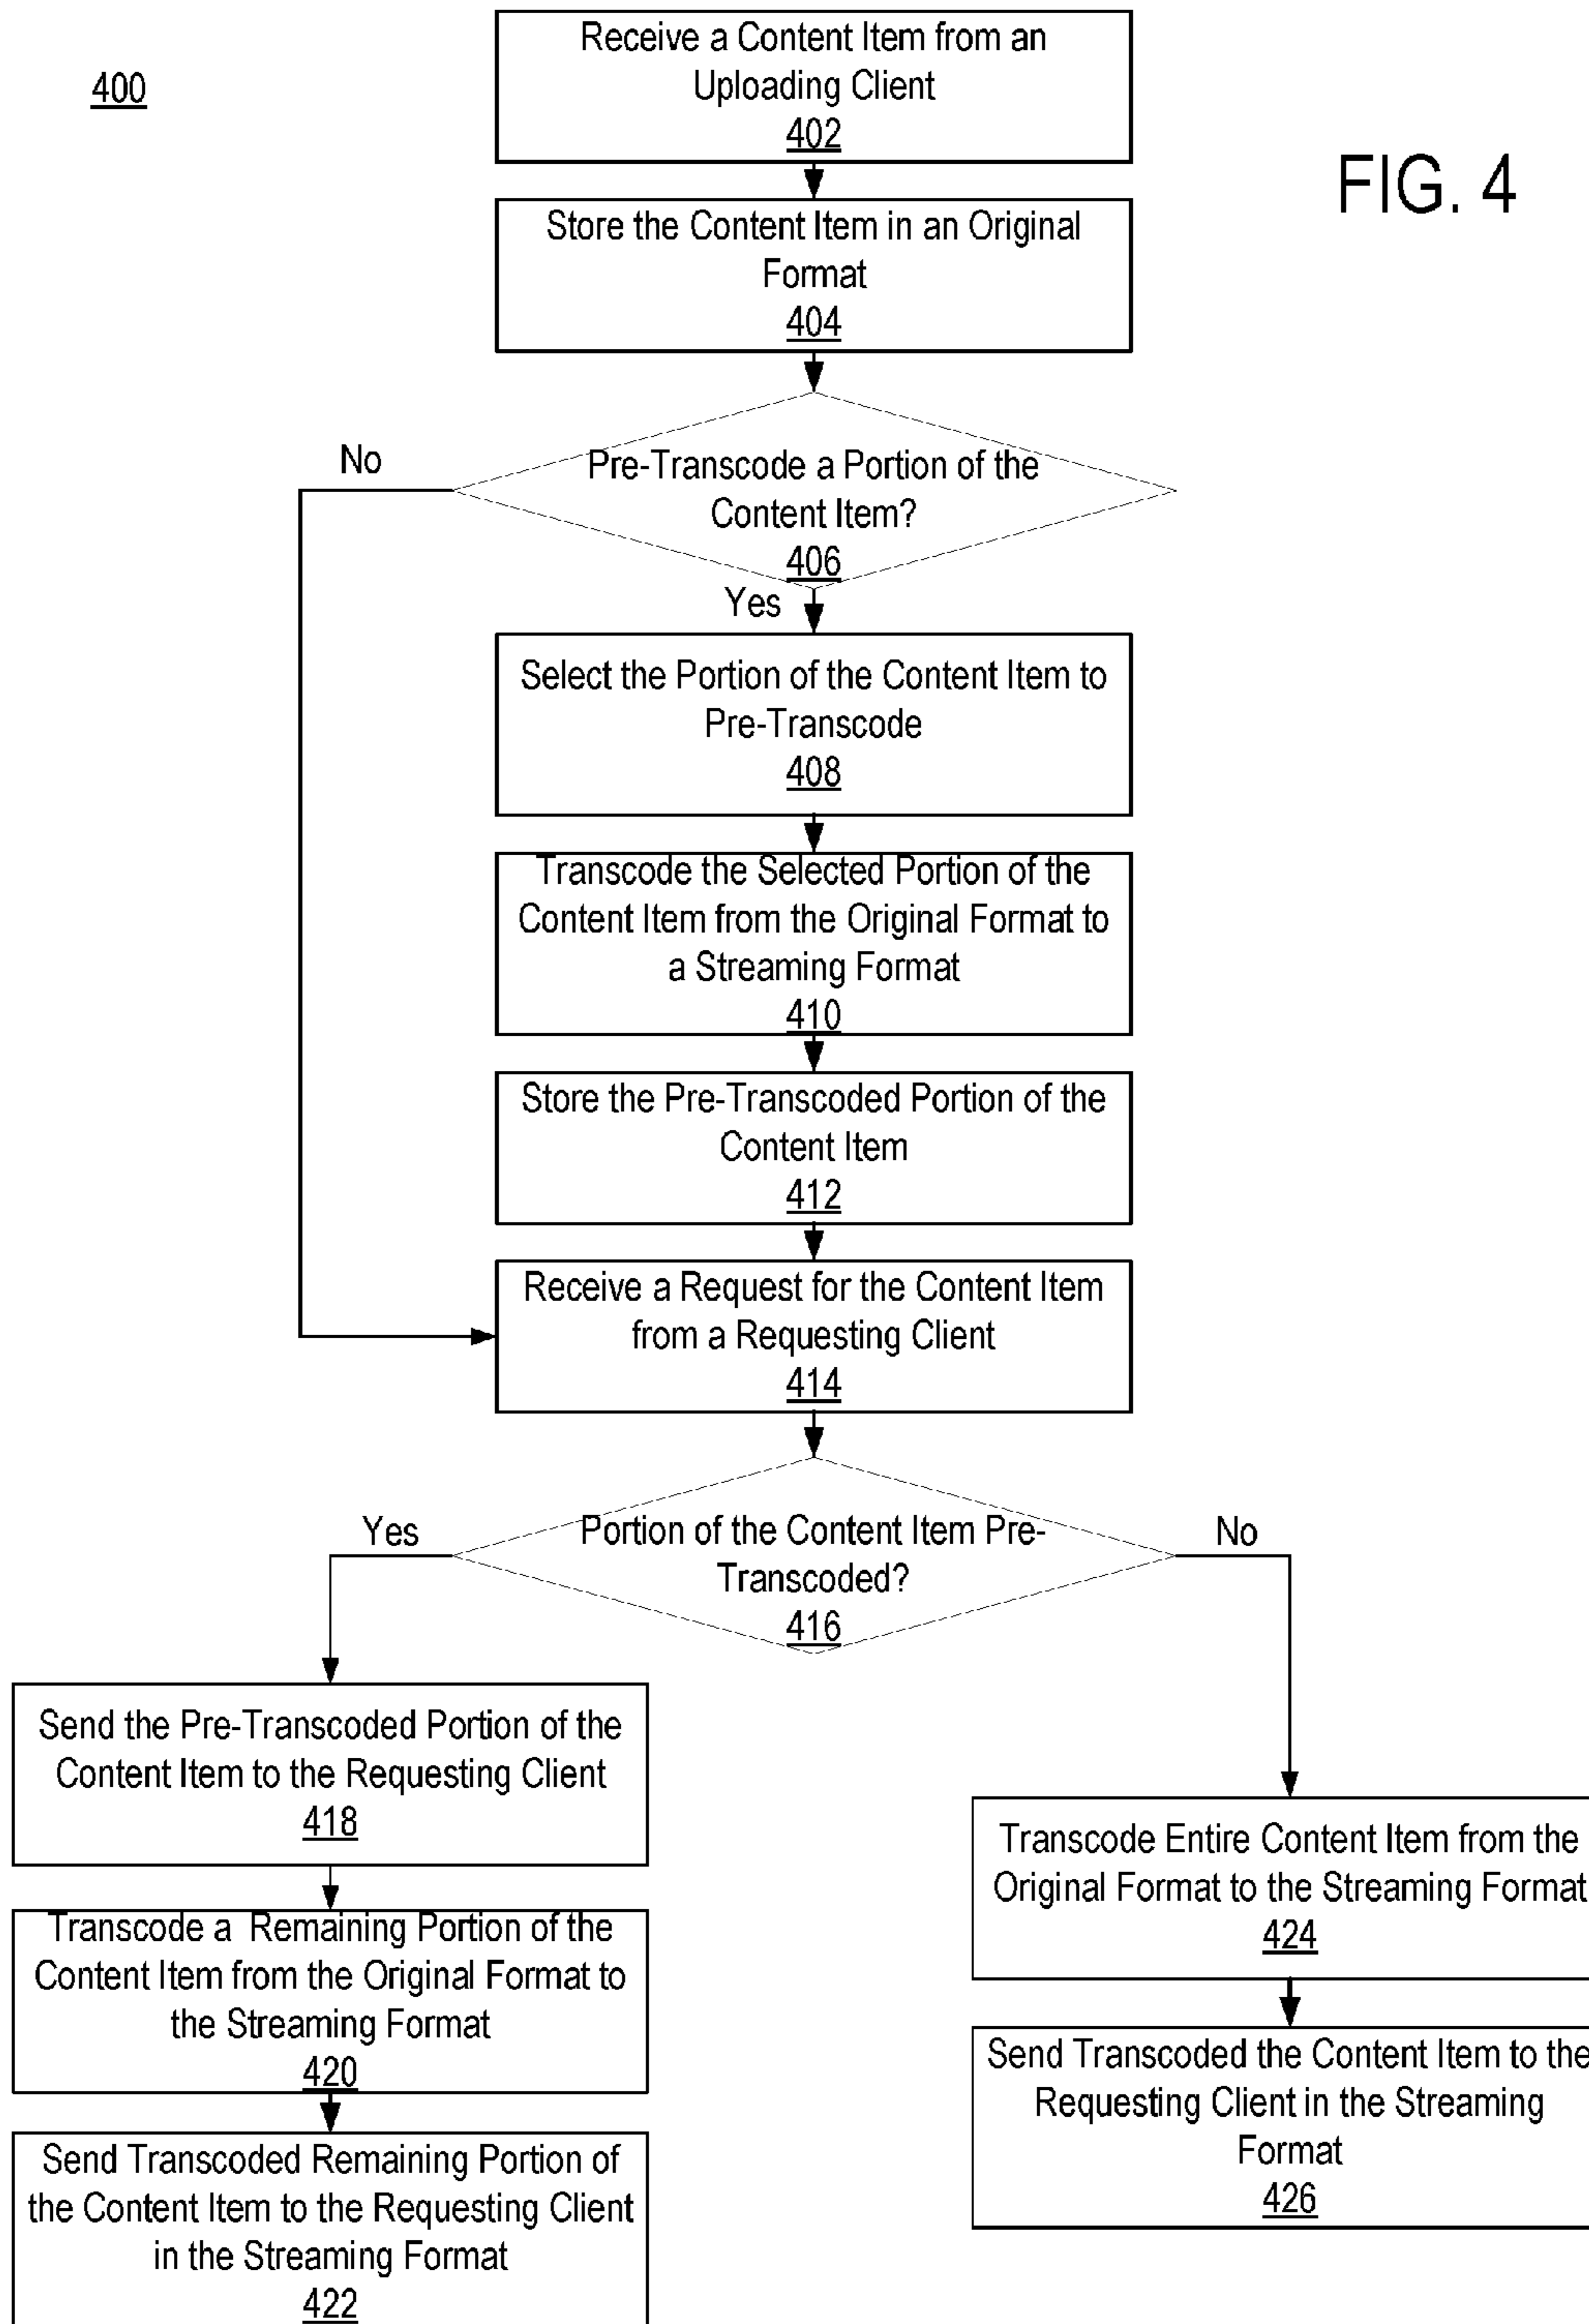 400
FIG. 4
Receive a Content Item from an
Uploading Client
402
Store the Content Item in an Original
Format
404
No
Pre-Transcode a Portion of the
Content Item?
406
Yes
Select the Portion of the Content Item to
Pre-Transcode
408
Transcode the Selected Portion of the
Content Item from the Original Format to
a Streaming Format
410
Store the Pre-Transcoded Portion of the
Content Item
412
Receive a Request for the Content Item
from a Requesting Client
414
Yes
Portion of the Content Item Pre-
Transcoded?
416
No
Send the Pre-Transcoded Portion of the
Content Item to the Requesting Client
418
Transcode a Remaining Portion of the
Content Item from the Original Format to
the Streaming Format
420
Send Transcoded Remaining Portion of
the Content Item to the Requesting Client
in the Streaming Format
422
Transcode Entire Content Item from the
Original Format to the Streaming Format
424
Send Transcoded the Content Item to the
Requesting Client in the Streaming
Format
426